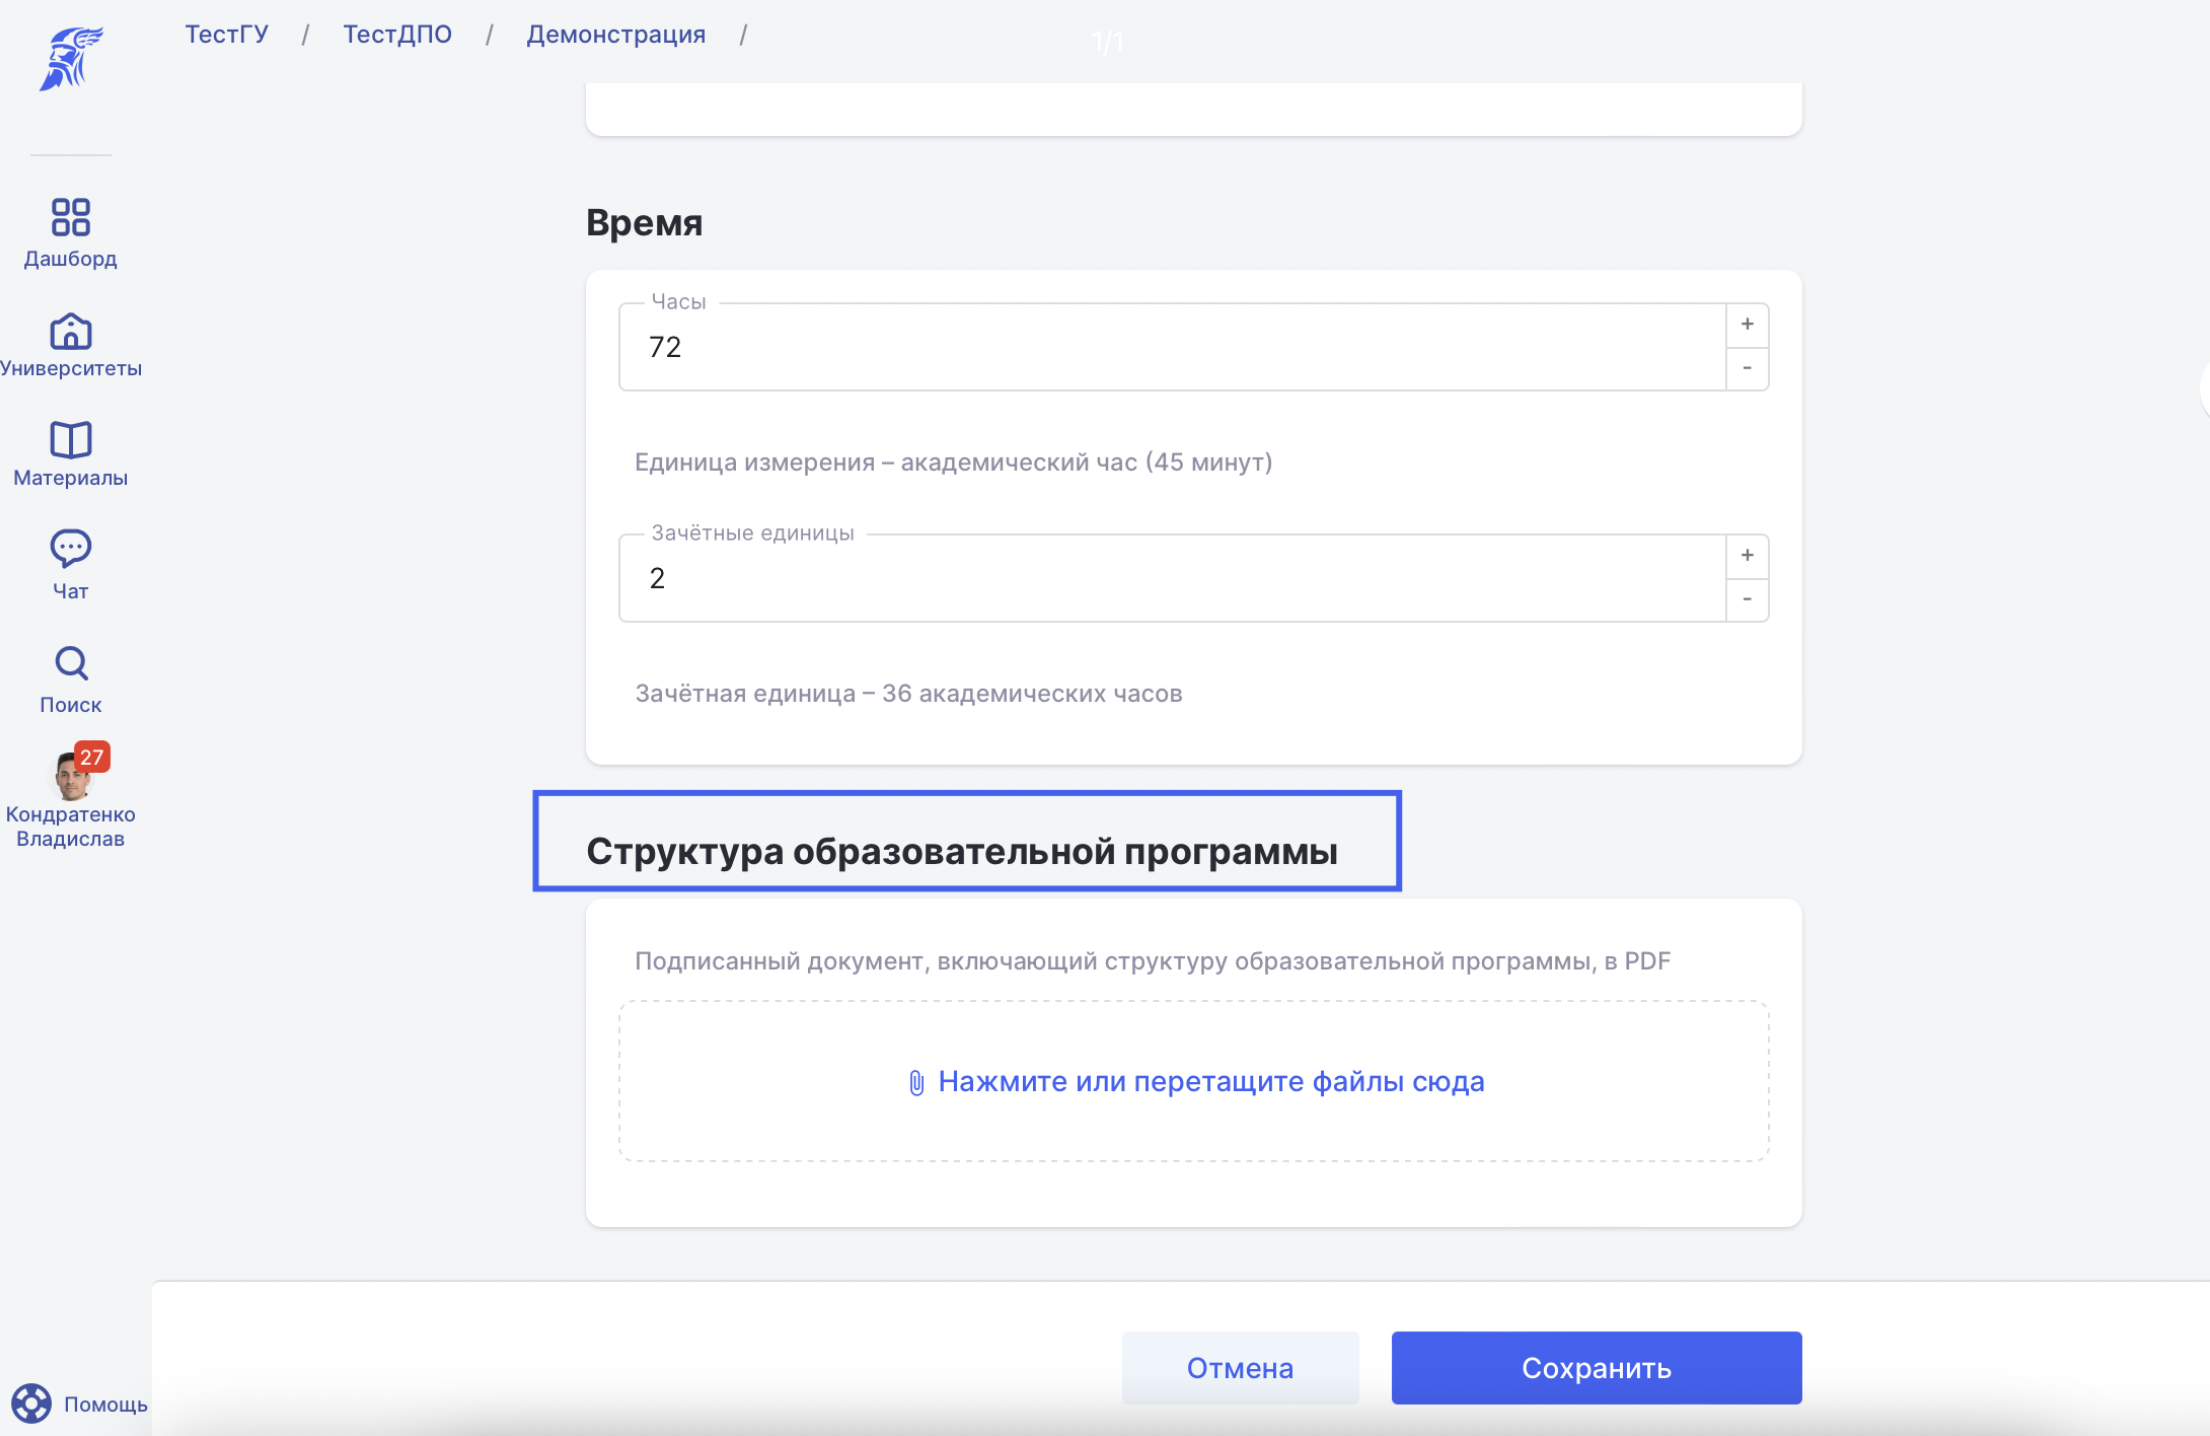 ТестГУ / ТестДПО / Демонстрация /
1/1
Дашборд
Университеты
Материалы
Чат
Поиск
27
Кондратенко
Владислав
Помощь
Время
Часы
72
+
-
Единица измерения – академический час (45 минут)
Зачётные единицы
2
+
-
Зачётная единица – 36 академических часов
Структура образовательной программы
Подписанный документ, включающий структуру образовательной программы, в PDF
Нажмите или перетащите файлы сюда
Отмена
Сохранить